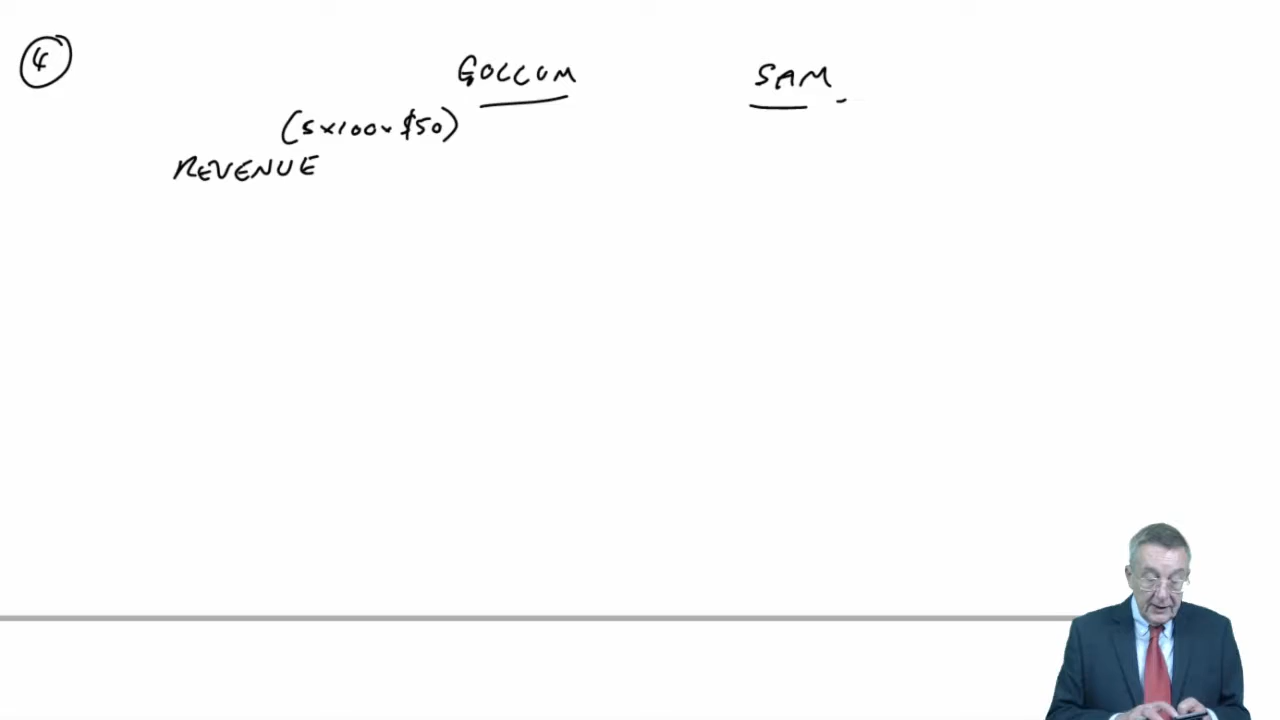 ④
GOLLUM SAM
(5×100× $50)
REVENUE